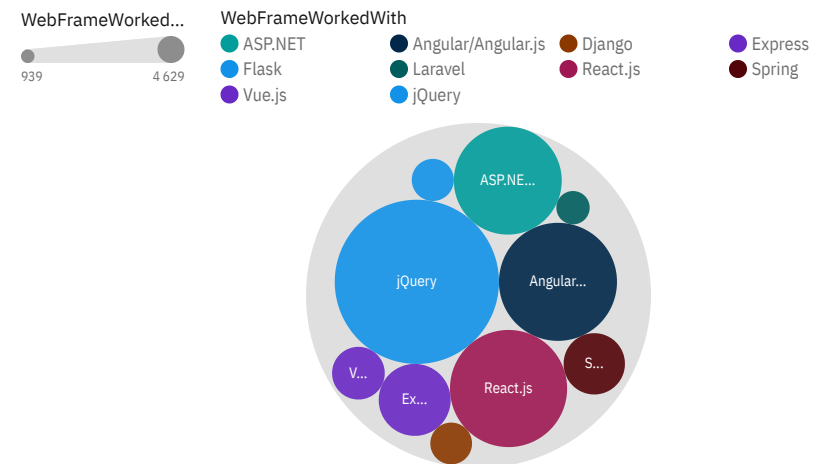 WebFrameWorked...
939
4 629
WebFrameWorkedWith
ASP.NET
Angular/Angular.js
Django
Express
Flask
Laravel
React.js
Spring
Vue.js
jQuery
ASP.NE...
jQuery
Angular...
S...
V...
Ex...
React.js